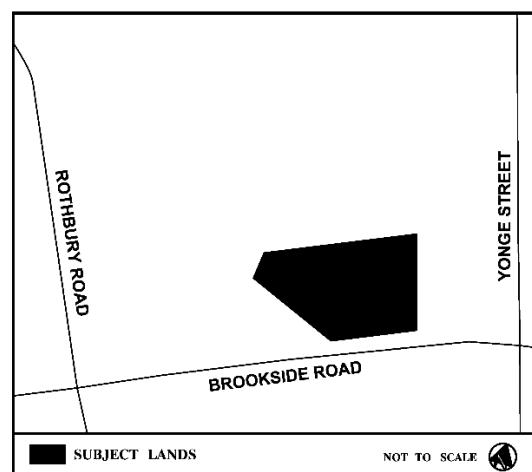 ROTHBURY ROAD
YONGE STREET
BROOKSIDE ROAD
SUBJECT LANDS
NOT TO SCALE